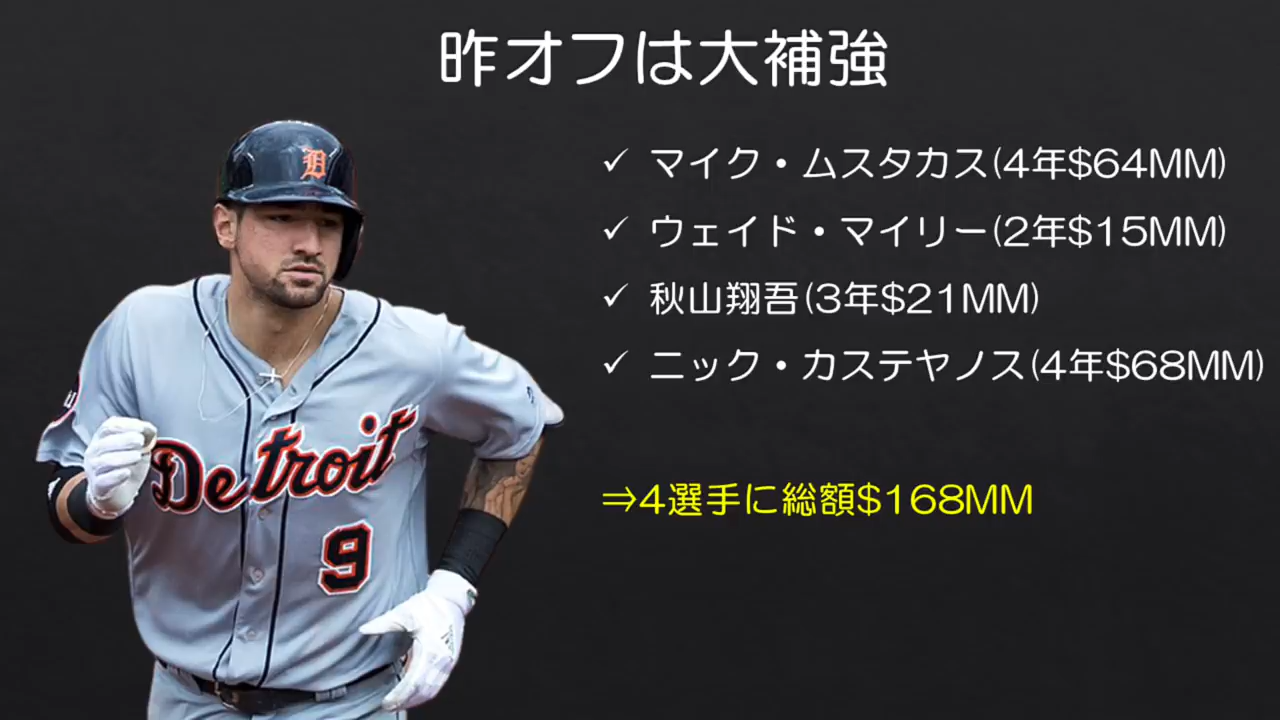 昨オフは大補強
✓ マイク・ムスタカス(4年$64MM)
✓ ウェイド・マイリー(2年$15MM)
✓ 秋山翔吾(3年$21MM)
✓ ニック・カステヤノス(4年$68MM)
⇒4選手に総額$168MM
D
Detroit
9